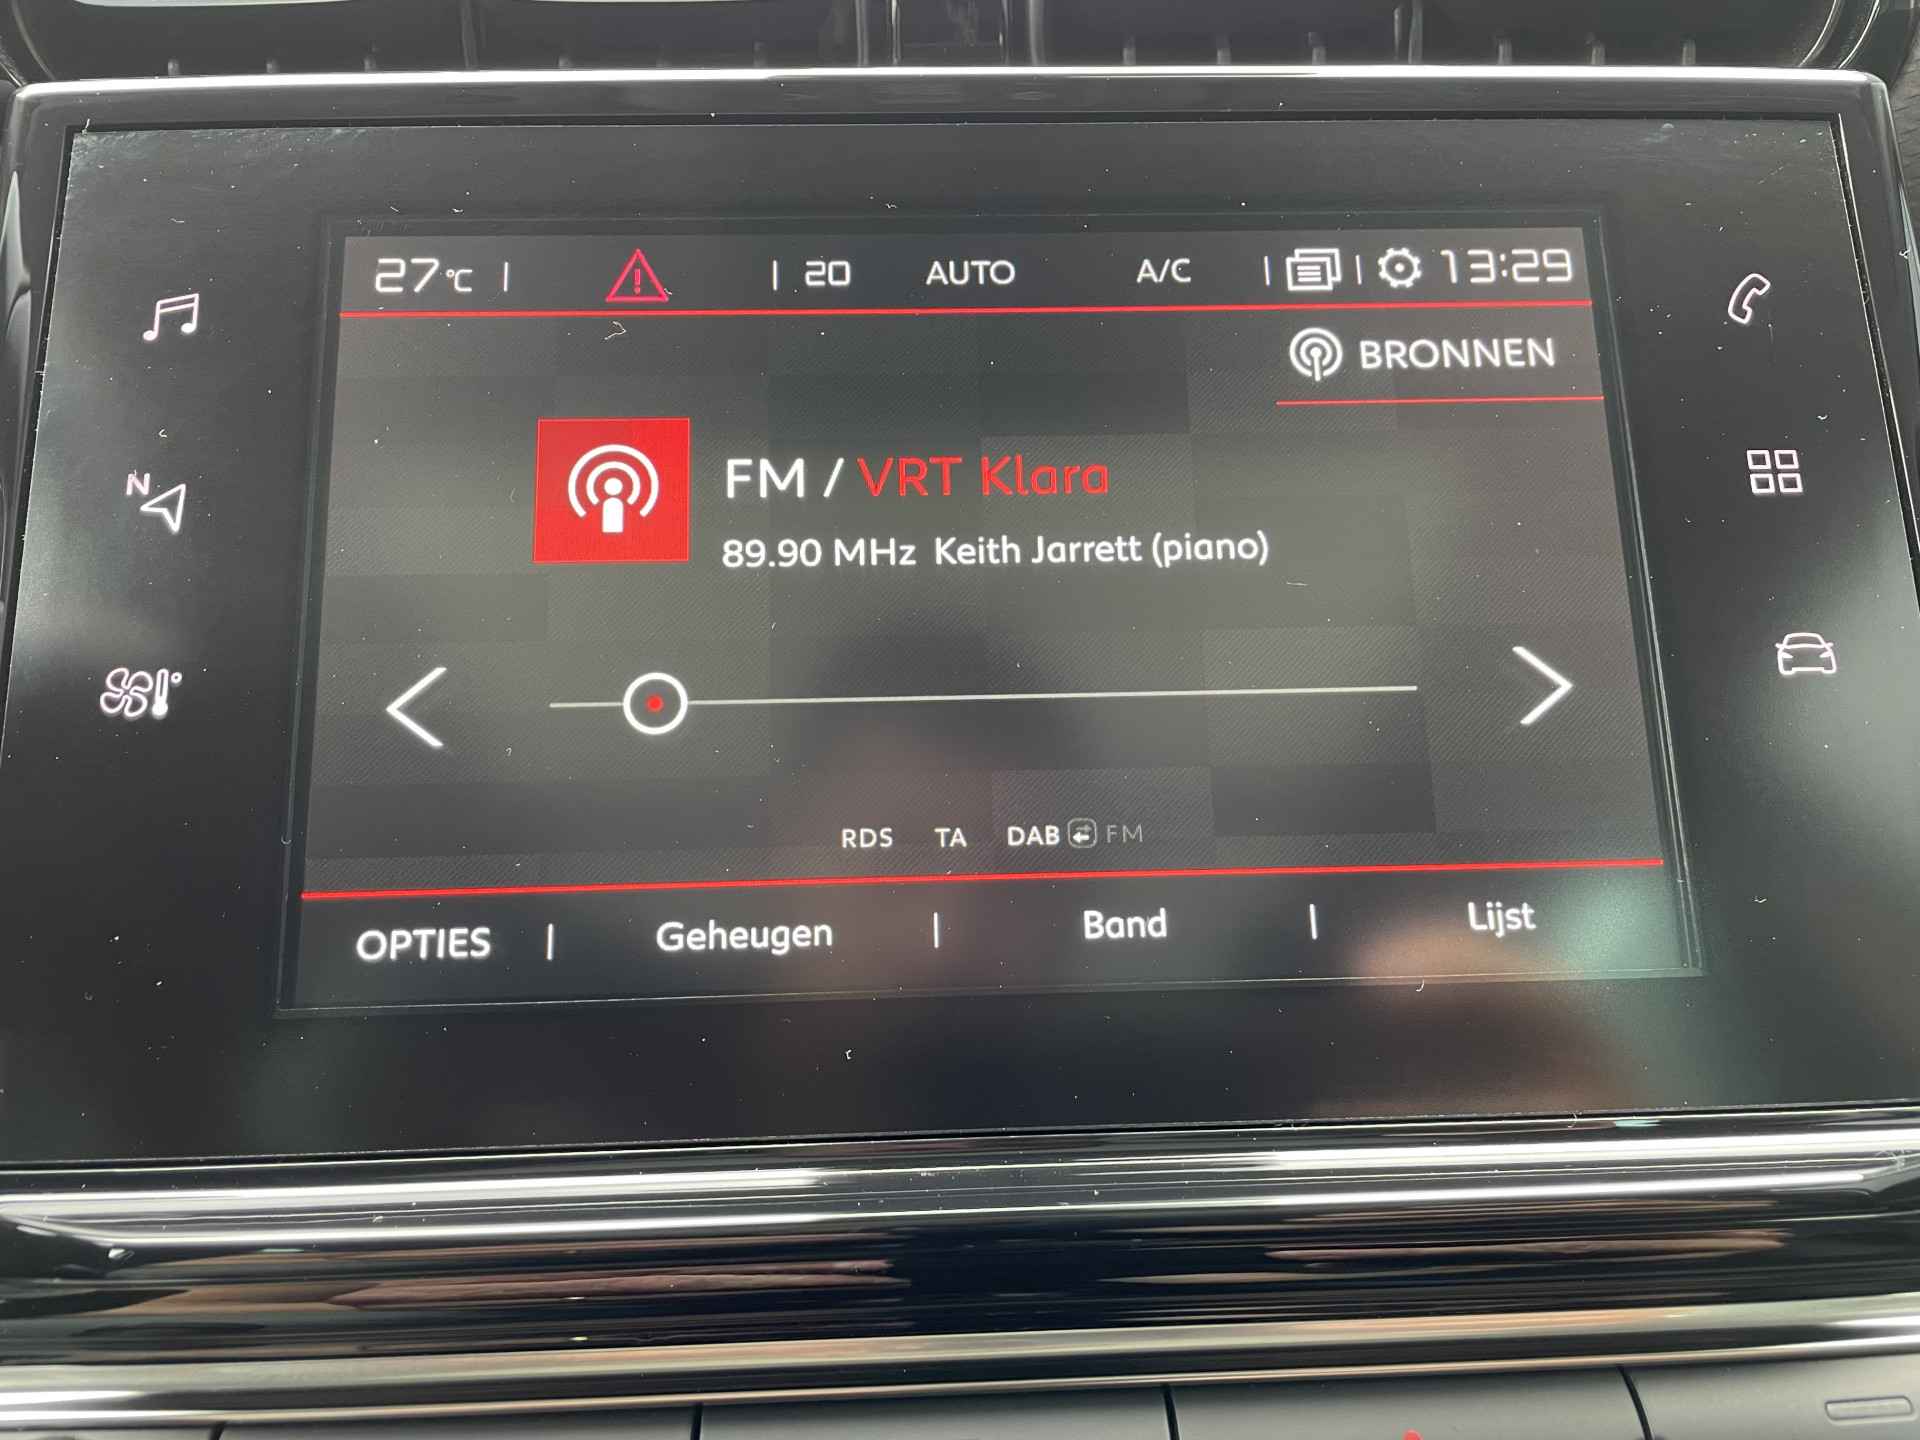 27°C 20 AUTO A/C 13:29
BRONNEN
N
FM / VRT Klara
89.90 MHz Keith Jarrett (piano)
RDS TA DAB FM
OPTIES | Geheugen | Band | Lijst